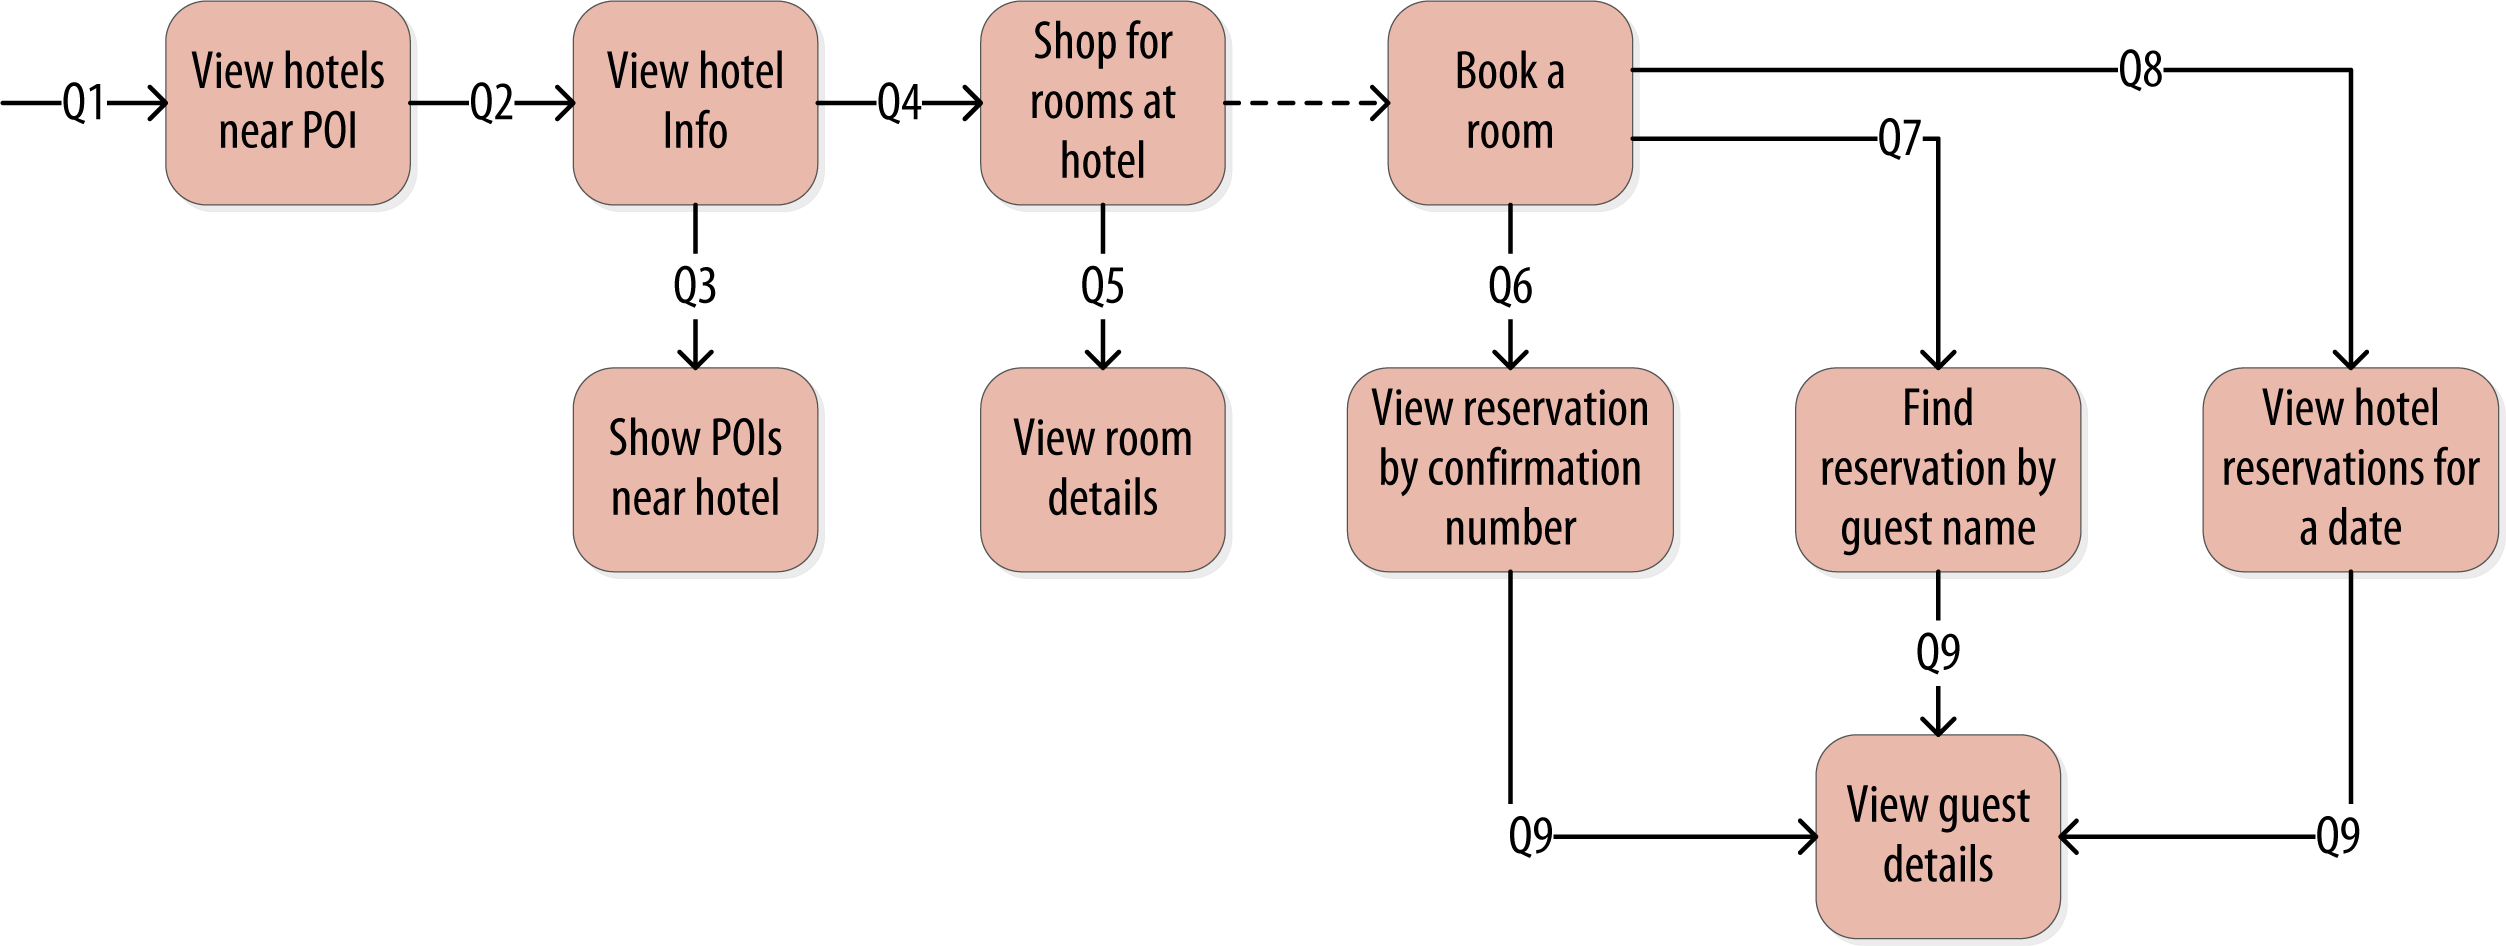 Q1
View hotels
near POI
Q2
View hotel
Info
Q4
Shop for
room at
hotel
Book a
room
Q8
Q7
Q3
Q5
Q6
Show POIs
near hotel
View room
details
View reservation
by confirmation
number
Find
reservation by
guest name
View hotel
reservations for
a date
Q9
Q9
View guest
details
Q9